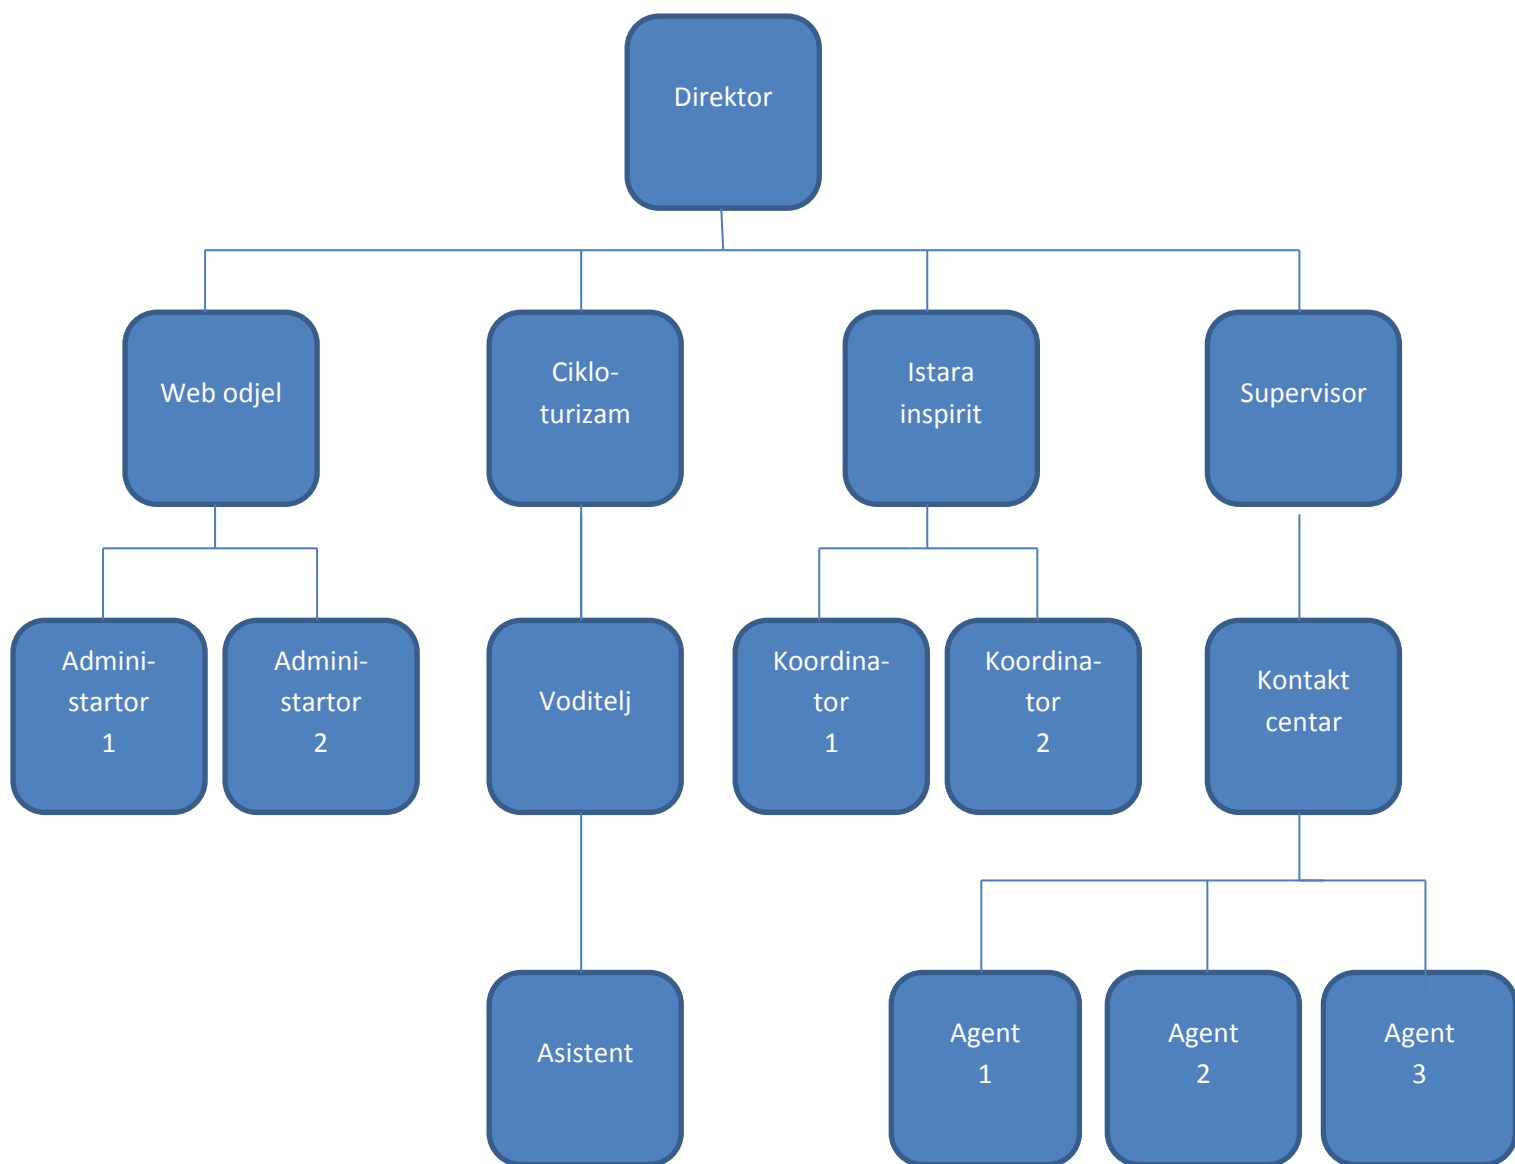 Direktor
Web odjel
Ciklo-
turizam
Istara
inspirit
Supervisor
Admini-
startor
1
Admini-
startor
2
Voditelj
Koordina-
tor
1
Koordina-
tor
2
Kontakt
centar
Asistent
Agent
1
Agent
2
Agent
3